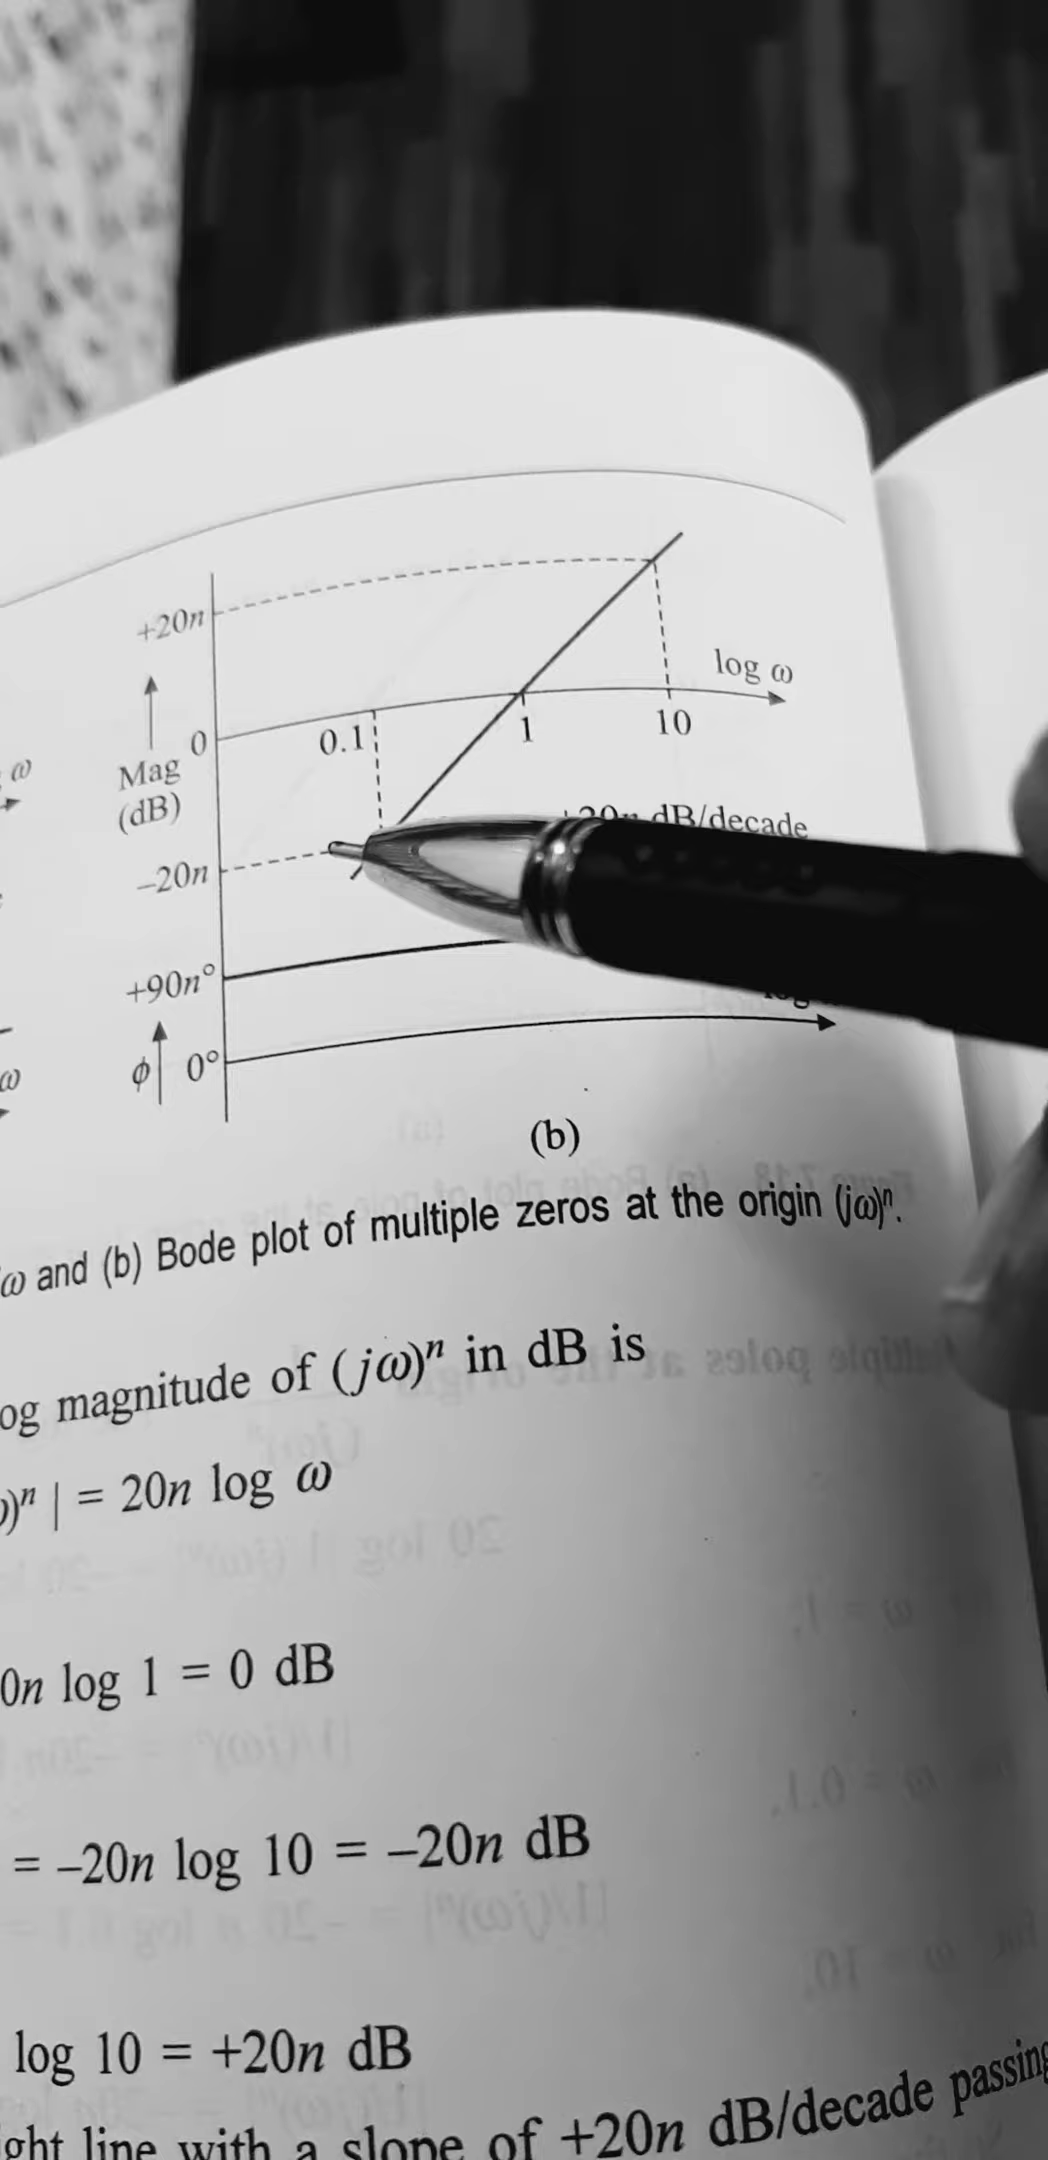 +20n
log ω
0
0.1
1
10
ω
Mag
(dB)
dB/decade
–20n
+90n°
ϕ
0°
ω
(b)
ω and (b) Bode plot of multiple zeros at the origin (jω)ⁿ.
og magnitude of (jω)ⁿ in dB is
)ⁿ | = 20n log ω
0n log 1 = 0 dB
= –20n log 10 = –20n dB
log 10 = +20n dB
ght line with a slope of +20n dB/decade passing